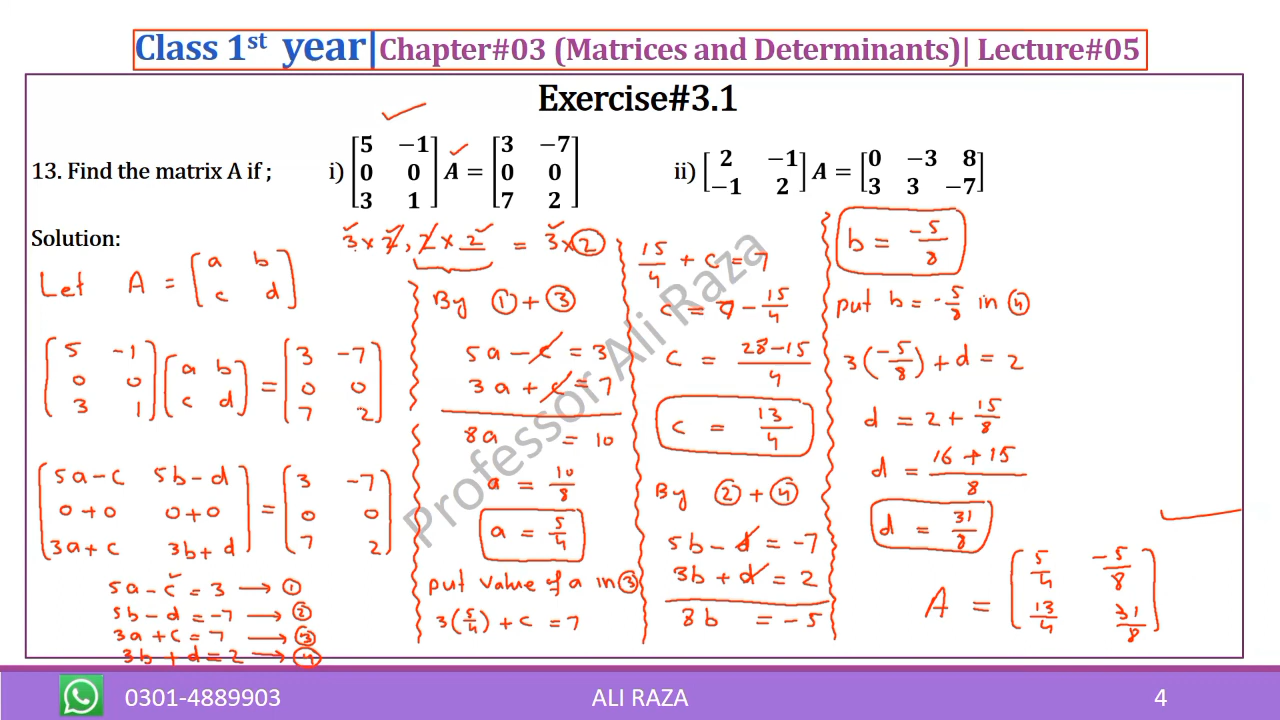 Class 1st year|Chapter#03 (Matrices and Determinants)| Lecture#05
Exercise#3.1
13. Find the matrix A if ; i) [5 −1; 0 0; 3 1] A = [3 −7; 0 0; 7 2] ii) [2 −1; −1 2] A = [0 −3 8; 3 3 −7]
Solution:
3 × 2, 2 × 2 = 3 × 2
Let A = [a b; c d]
[5 -1; 0 0; 3 1] [a b; c d] = [3 -7; 0 0; 7 2]
[5a - c 5b - d; 0 + 0 0 + 0; 3a + c 3b + d] = [3 -7; 0 0; 7 2]
5a - c = 3 → ①
5b - d = -7 → ②
3a + c = 7 → ③
3b + d = 2 → ④
By ① + ③
5a - c = 3
3a + c = 7
8a = 10
a = 10/8
a = 5/4
put value of a in ③
3(5/4) + c = 7
15/4 + c = 7
c = 7 - 15/4
c = 28-15/4
c = 13/4
By ② + ④
5b - d = -7
3b + d = 2
8b = -5
b = -5/8
put b = -5/8 in ④
3(-5/8) + d = 2
d = 2 + 15/8
d = 16 + 15/8
d = 31/8
A = [5/4 -5/8; 13/4 31/8]
Professor Ali Raza
0301-4889903
ALI RAZA
4